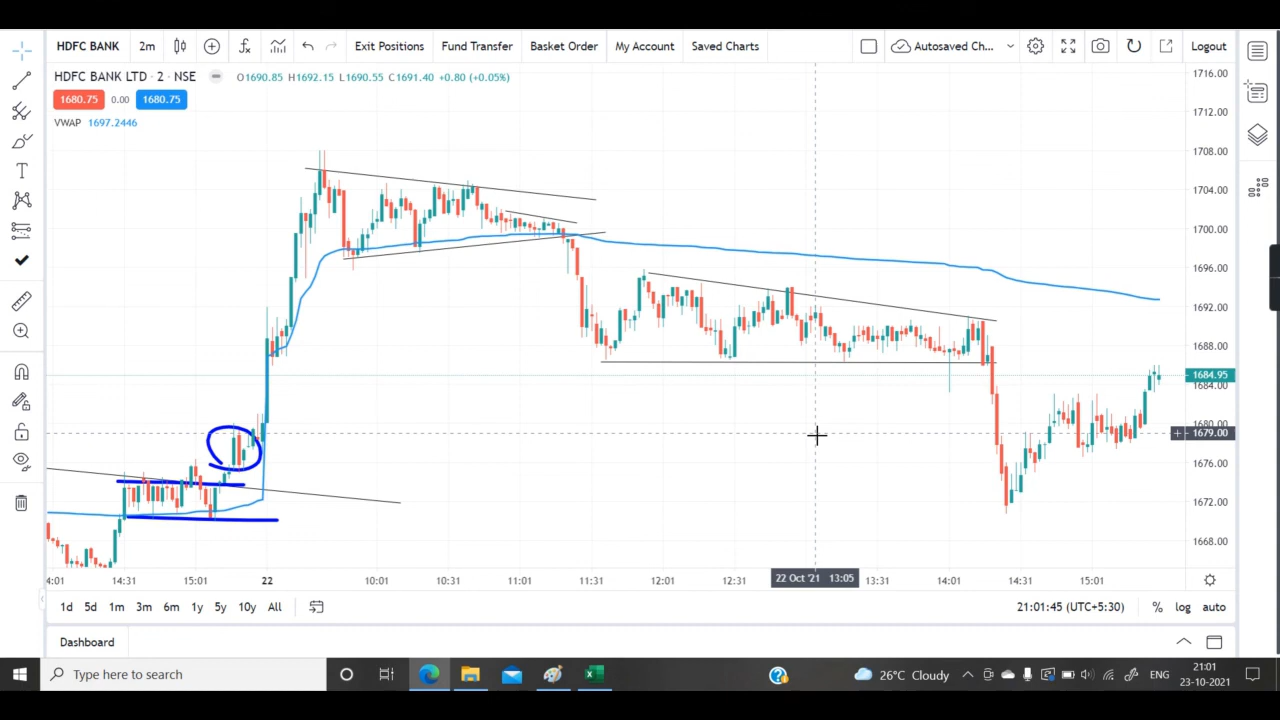 HDFC BANK 2m Exit Positions Fund Transfer Basket Order My Account Saved Charts Autosaved Ch... Logout
HDFC BANK LTD · 2 · NSE O1690.85 H1692.15 L1690.55 C1691.40 +0.80 (+0.05%)
1680.75 0.00 1680.75
VWAP 1697.2446
1716.00
1712.00
1708.00
1704.00
1700.00
1696.00
1692.00
1688.00
1684.95
1684.00
1680.00
1679.00
1676.00
1672.00
1668.00
4:01 14:31 15:01 22 10:01 10:31 11:01 11:31 12:01 12:31 22 Oct '21 13:05 13:31 14:01 14:31 15:01
1d 5d 1m 3m 6m 1y 5y 10y All 21:01:45 (UTC+5:30) % log auto
Dashboard
Type here to search 26°C Cloudy ENG 21:01
23-10-2021